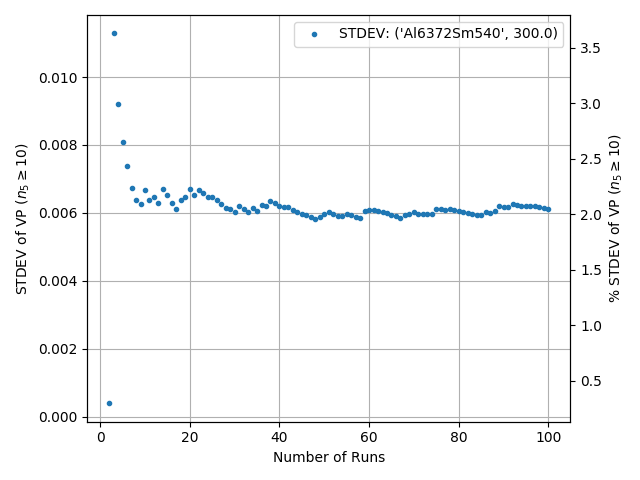 STDEV: ('Al6372Sm540', 300.0)
STDEV of VP (n₅ ≥ 10)
0.010
0.008
0.006
0.004
0.002
0.000
3.5
3.0
2.5
2.0
1.5
1.0
0.5
% STDEV of VP (n₅ ≥ 10)
0 20 40 60 80 100
Number of Runs